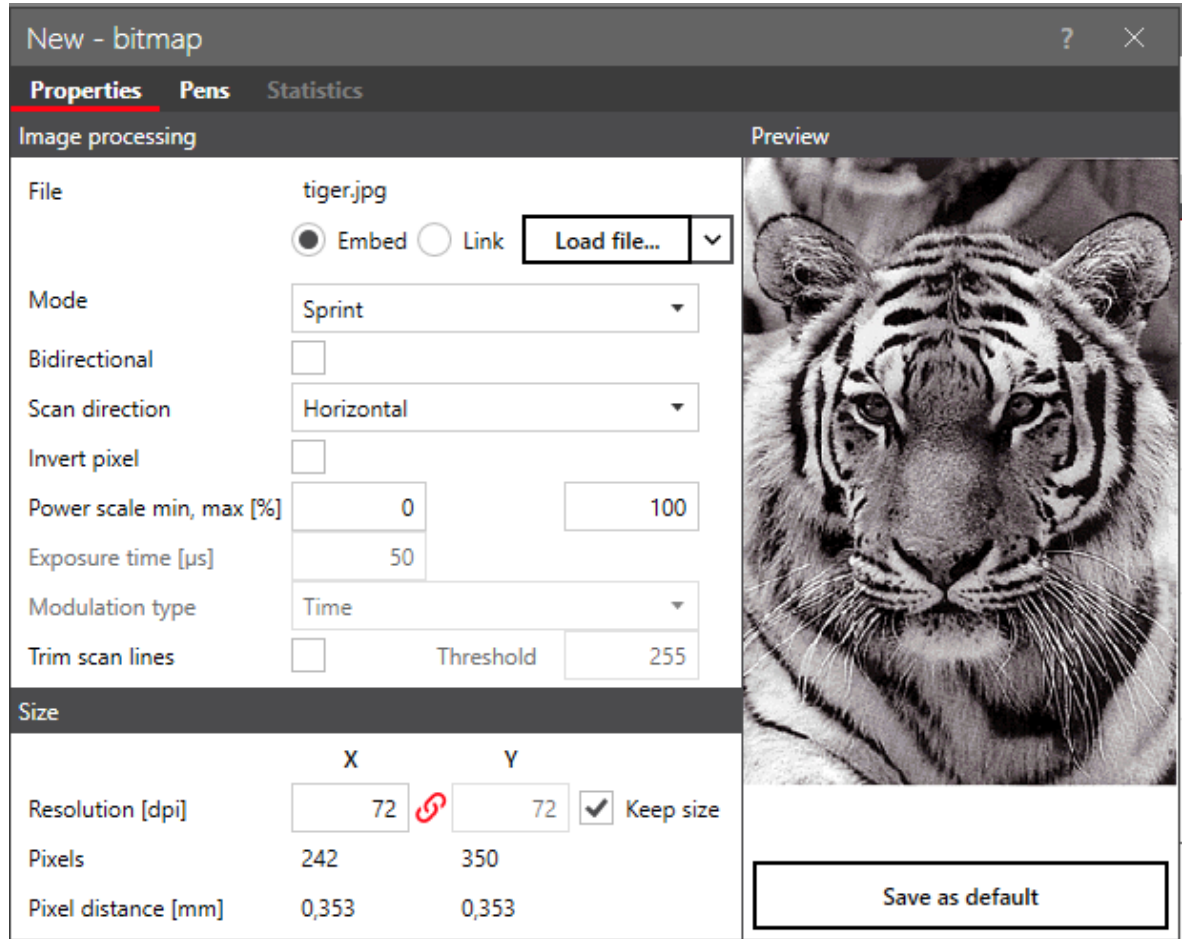 New - bitmap ?
Properties Pens Statistics
Image processing
Preview
File tiger.jpg
Embed Link Load file...
Mode Sprint
Bidirectional
Scan direction Horizontal
Invert pixel
Power scale min, max [%] 0 100
Exposure time [µs] 50
Modulation type Time
Trim scan lines Threshold 255
Size
X Y
Resolution [dpi] 72 72 Keep size
Pixels 242 350
Pixel distance [mm] 0,353 0,353
Save as default